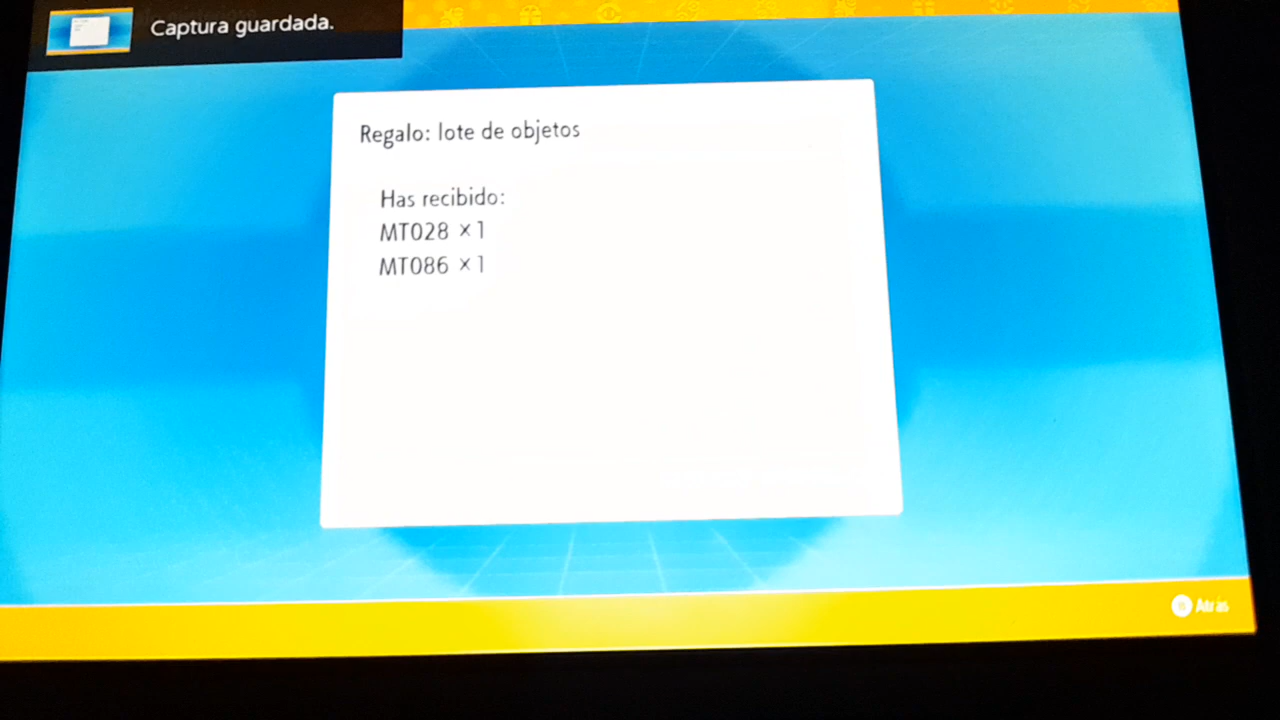 Captura guardada.
Regalo: lote de objetos
Has recibido:
MT028 ×1
MT086 ×1
Atrás